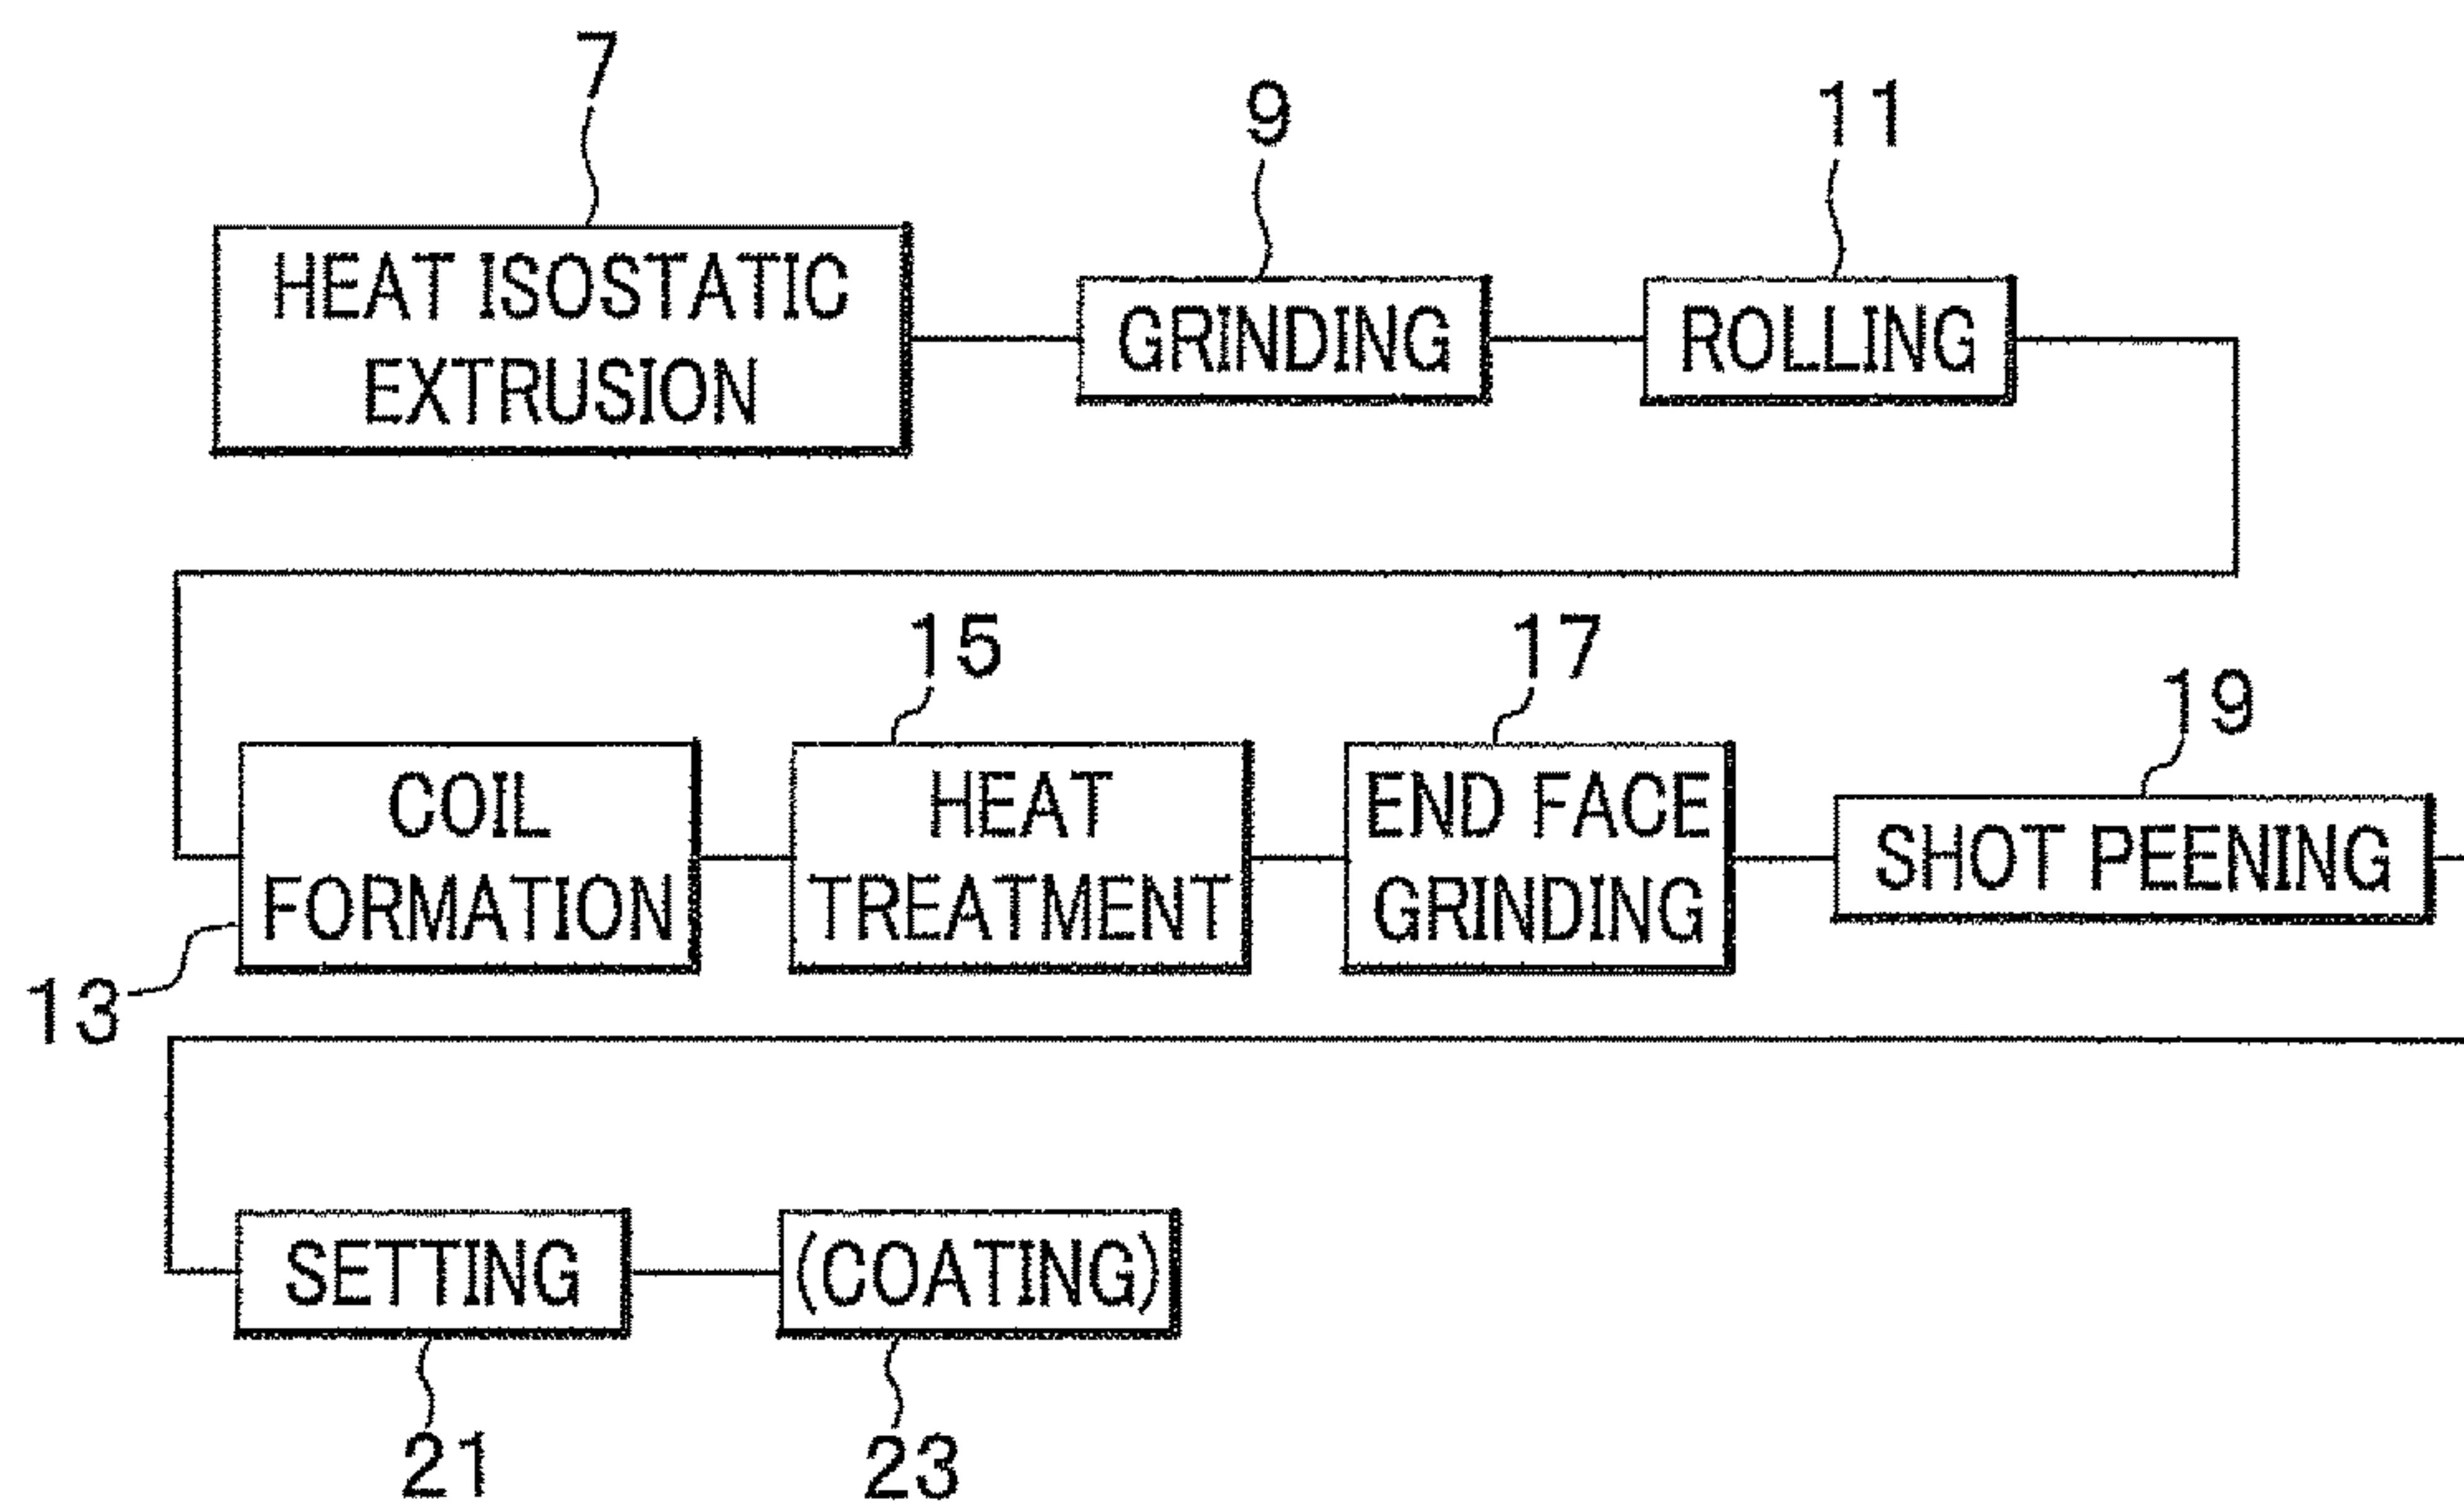 7
9
11
HEAT ISOSTATIC
EXTRUSION
GRINDING
ROLLING
15
17
19
COIL
FORMATION
HEAT
TREATMENT
END FACE
GRINDING
SHOT PEENING
13
SETTING
(COATING)
21
23